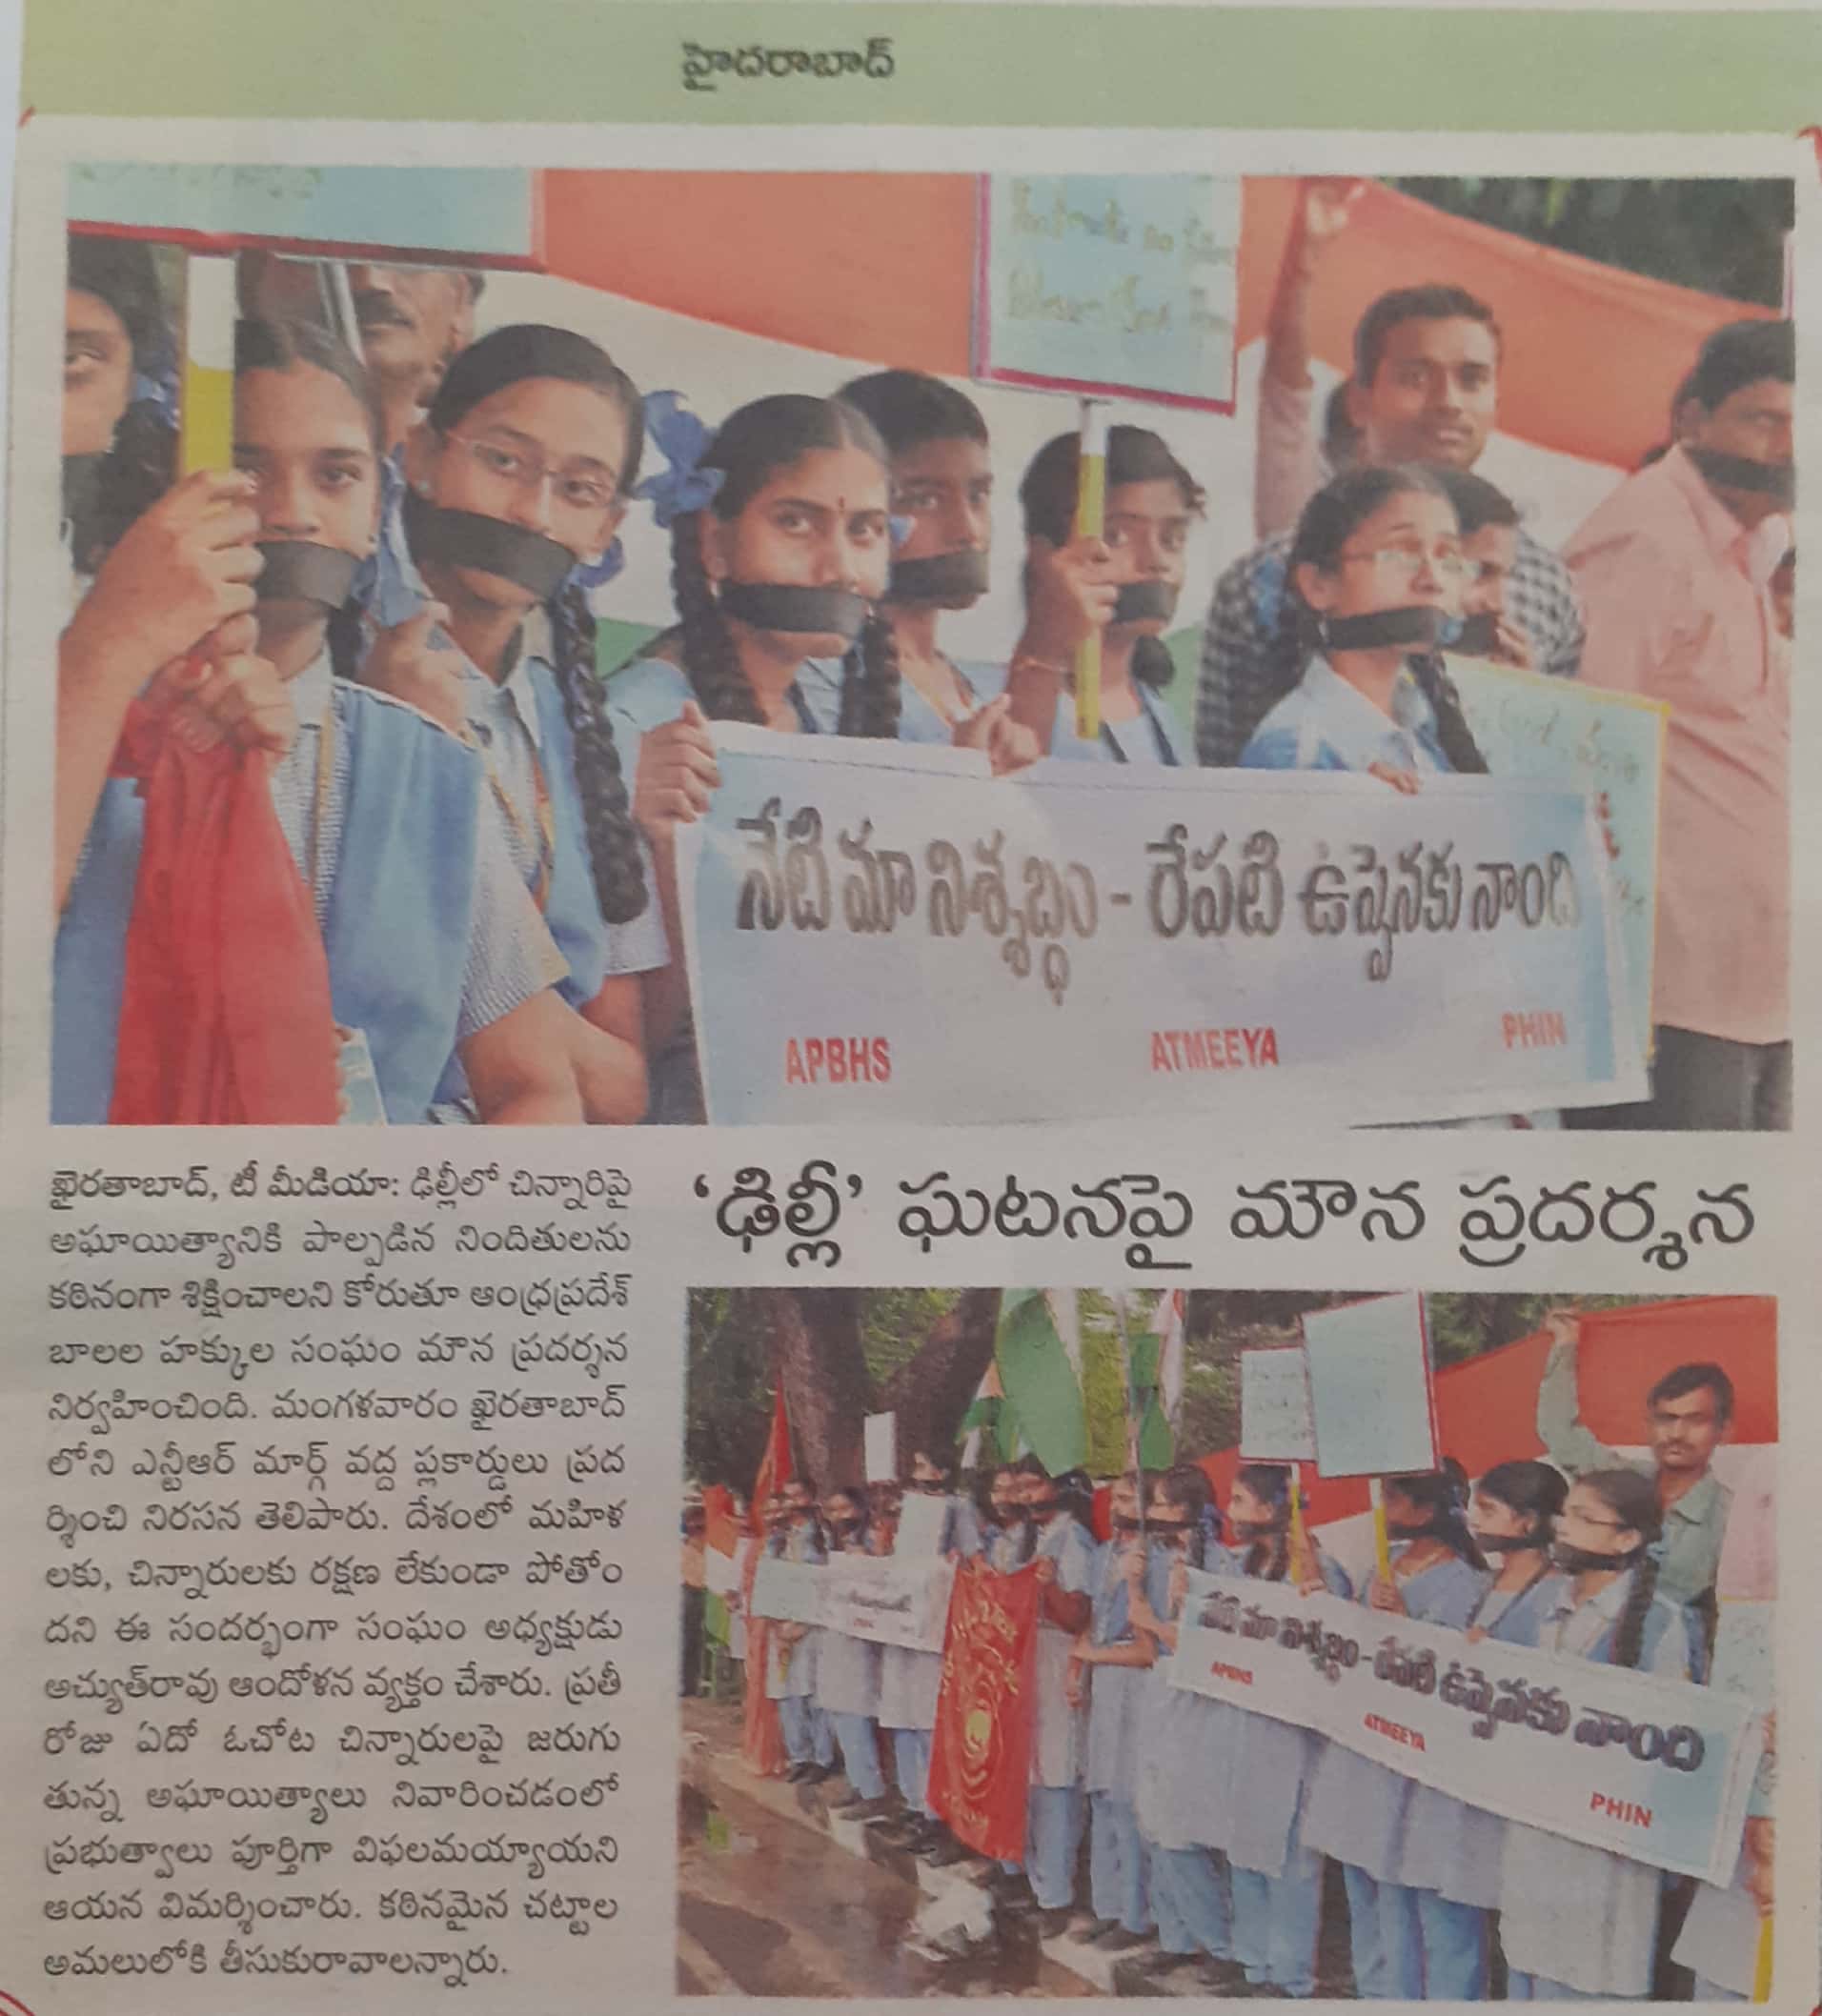 హైదరాబాద్
నేటి మా నిశ్శబ్ధం - రేపటి ఉప్పెనకు నాంది
APBHS ATMEEYA PHIN
'ఢిల్లీ' ఘటనపై మౌన ప్రదర్శన
ఖైరతాబాద్, టీ మీడియా: ఢిల్లీలో చిన్నారిపై
అఘాయిత్యానికి పాల్పడిన నిందితులను
కఠినంగా శిక్షించాలని కోరుతూ ఆంధ్రప్రదేశ్
బాలల హక్కుల సంఘం మౌన ప్రదర్శన
నిర్వహించింది. మంగళవారం ఖైరతాబాద్
లోని ఎన్టీఆర్ మార్గ్ వద్ద ప్లకార్డులు ప్రద
ర్శించి నిరసన తెలిపారు. దేశంలో మహిళ
లకు, చిన్నారులకు రక్షణ లేకుండా పోతోం
దని ఈ సందర్భంగా సంఘం అధ్యక్షుడు
అచ్యుత్‌రావు ఆందోళన వ్యక్తం చేశారు. ప్రతీ
రోజు ఏదో ఓచోట చిన్నారులపై జరుగు
తున్న అఘాయిత్యాలు నివారించడంలో
ప్రభుత్వాలు పూర్తిగా విఫలమయ్యాయని
ఆయన విమర్శించారు. కఠినమైన చట్టాల
అమలులోకి తీసుకురావాలన్నారు.
నేటి మా నిశ్శబ్ధం - రేపటి ఉప్పెనకు నాంది
APBHS ATMEEYA PHIN